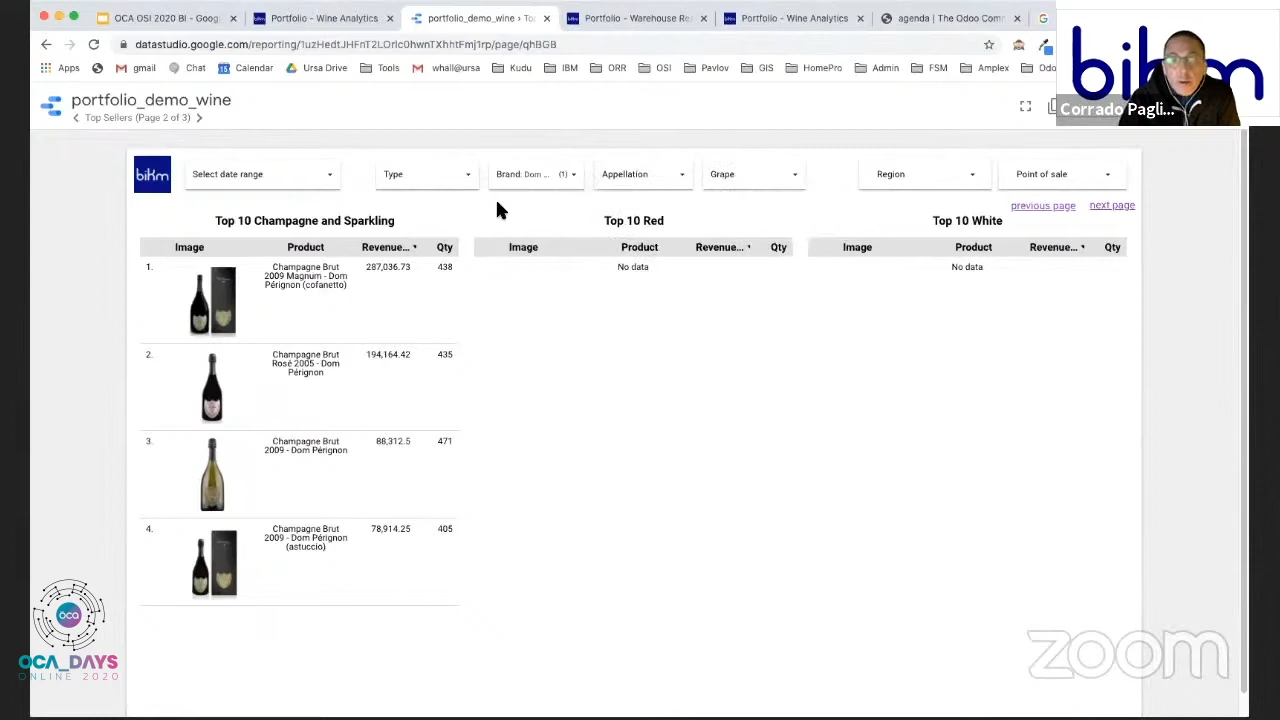 OCA OSI 2020 BI - Goog
Portfolio - Wine Analytics
portfolio_demo_wine › To
Portfolio - Warehouse Re
Portfolio - Wine Analytics
agenda | The Odoo Com
datastudio.google.com/reporting/1uzHedtJHFnT2LOrlc0hwnTXhhtFmj1rp/page/qhBGB
Apps
gmail
Chat
Calendar
Ursa Drive
Tools
whall@ursa
Kudu
IBM
ORR
OSI
Pavlov
GIS
HomePro
Admin
FSM
Amplex
Odo
bikm
Corrado Pagli...
portfolio_demo_wine
Top Sellers (Page 2 of 3)
bikm
Select date range
Type
Brand: Dom ... (1)
Appellation
Grape
Region
Point of sale
previous page
next page
Top 10 Champagne and Sparkling
Image Product Revenue... Qty
1. Champagne Brut 287,036.73 438
2009 Magnum - Dom
Pérignon (cofanetto)
2. Champagne Brut 194,164.42 435
Rosé 2005 - Dom
Pérignon
3. Champagne Brut 88,312.5 471
2009 - Dom Pérignon
4. Champagne Brut 78,914.25 405
2009 - Dom Pérignon
(astuccio)
Top 10 Red
Image Product Revenue... Qty
No data
Top 10 White
Image Product Revenue... Qty
No data
oca
OCA_DAYS
ONLINE 2020
zoom